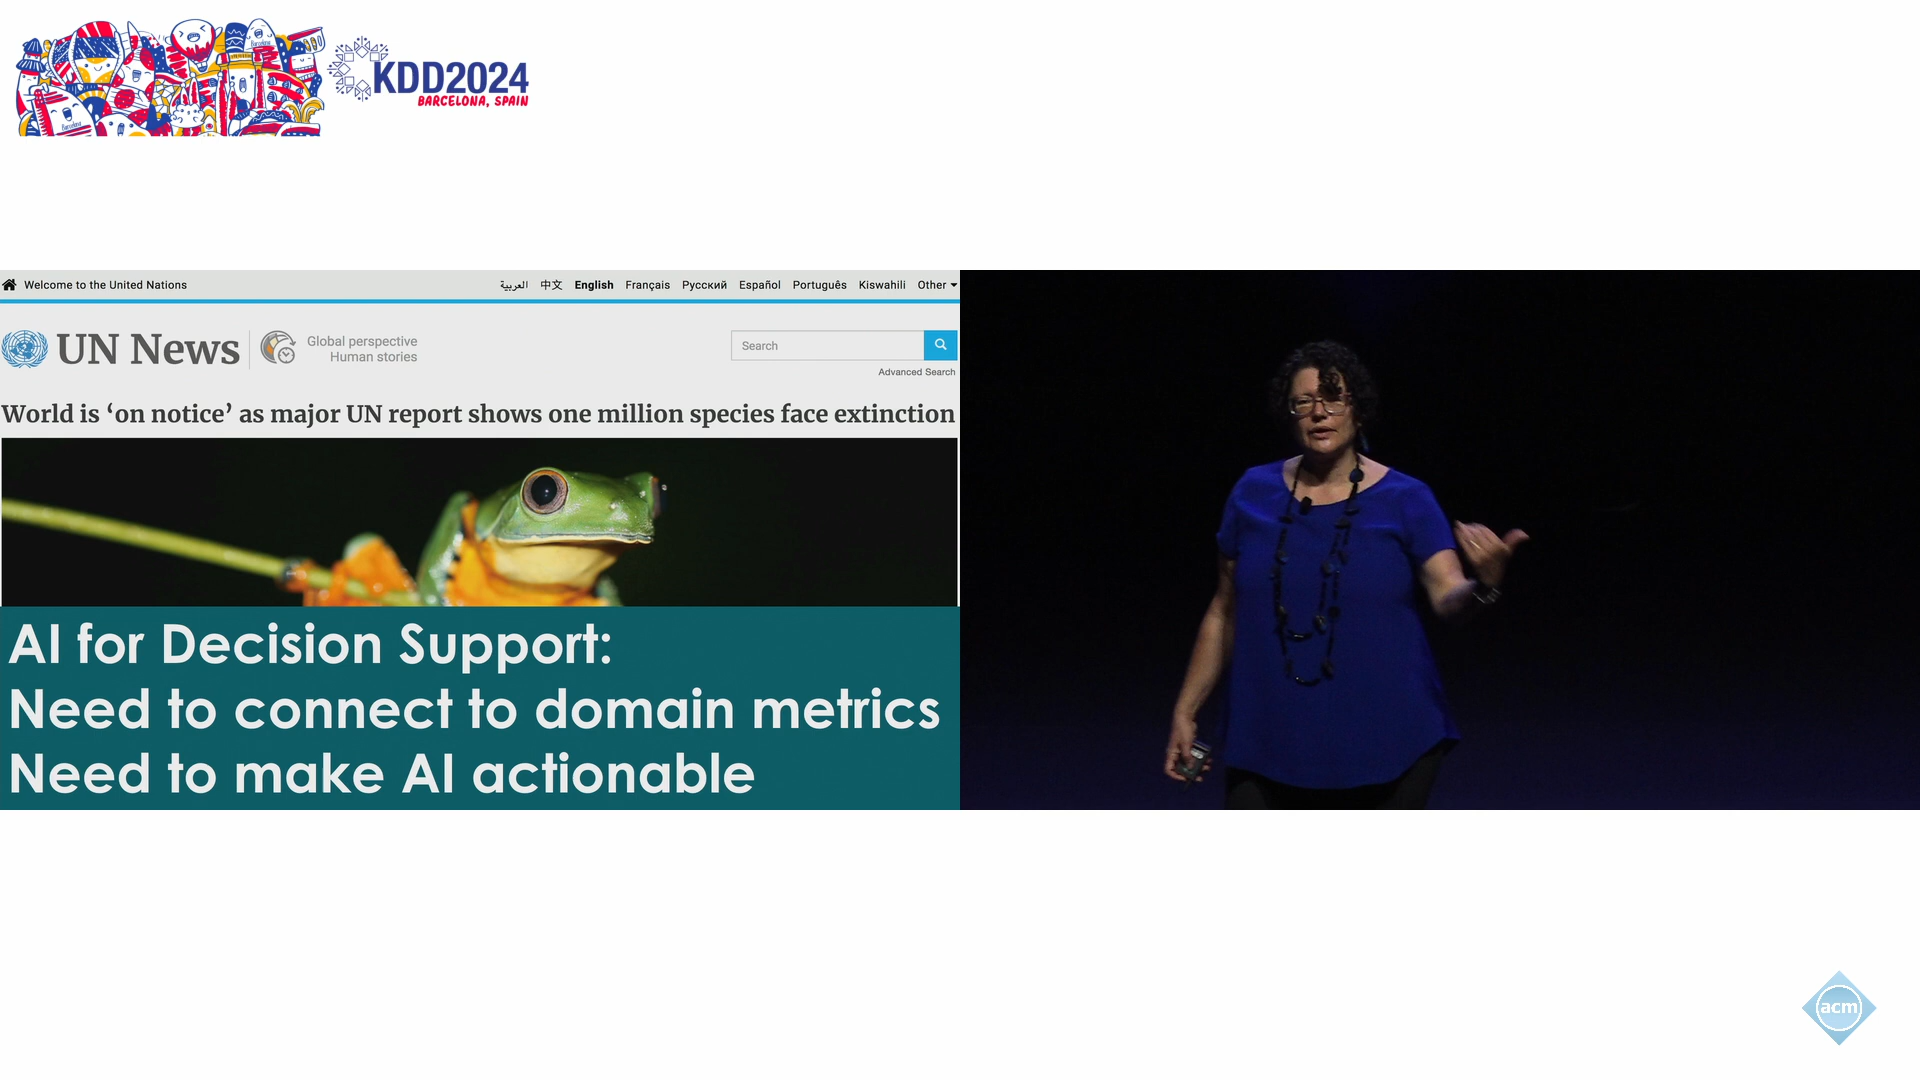 KDD2024
BARCELONA, SPAIN
Welcome to the United Nations
العربية 中文 English Français Русский Español Português Kiswahili Other
UN News
Global perspective
Human stories
Search
Advanced Search
World is ‘on notice’ as major UN report shows one million species face extinction
AI for Decision Support:
Need to connect to domain metrics
Need to make AI actionable
acm